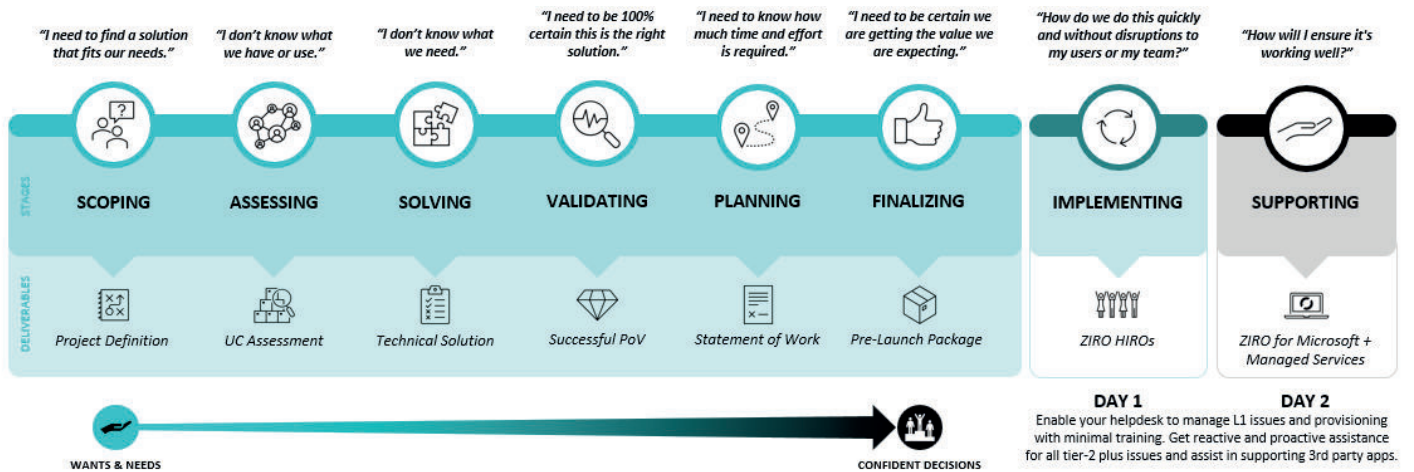 “I need to find a solution
that fits our needs.”
“I don’t know what
we have or use.”
“I don’t know what
we need.”
“I need to be 100%
certain this is the right
solution.”
“I need to know how
much time and effort
is required.”
“I need to be certain we
are getting the value we
are expecting.”
“How do we do this quickly
and without disruptions to
my users or my team?”
“How will I ensure it's
working well?”
?
STAGES
SCOPING
ASSESSING
SOLVING
VALIDATING
PLANNING
FINALIZING
IMPLEMENTING
SUPPORTING
DELIVERABLES
Project Definition
UC Assessment
Technical Solution
Successful PoV
Statement of Work
Pre-Launch Package
ZIRO HIROs
ZIRO for Microsoft +
Managed Services
WANTS & NEEDS
CONFIDENT DECISIONS
DAY 1
DAY 2
Enable your helpdesk to manage L1 issues and provisioning
with minimal training. Get reactive and proactive assistance
for all tier-2 plus issues and assist in supporting 3rd party apps.